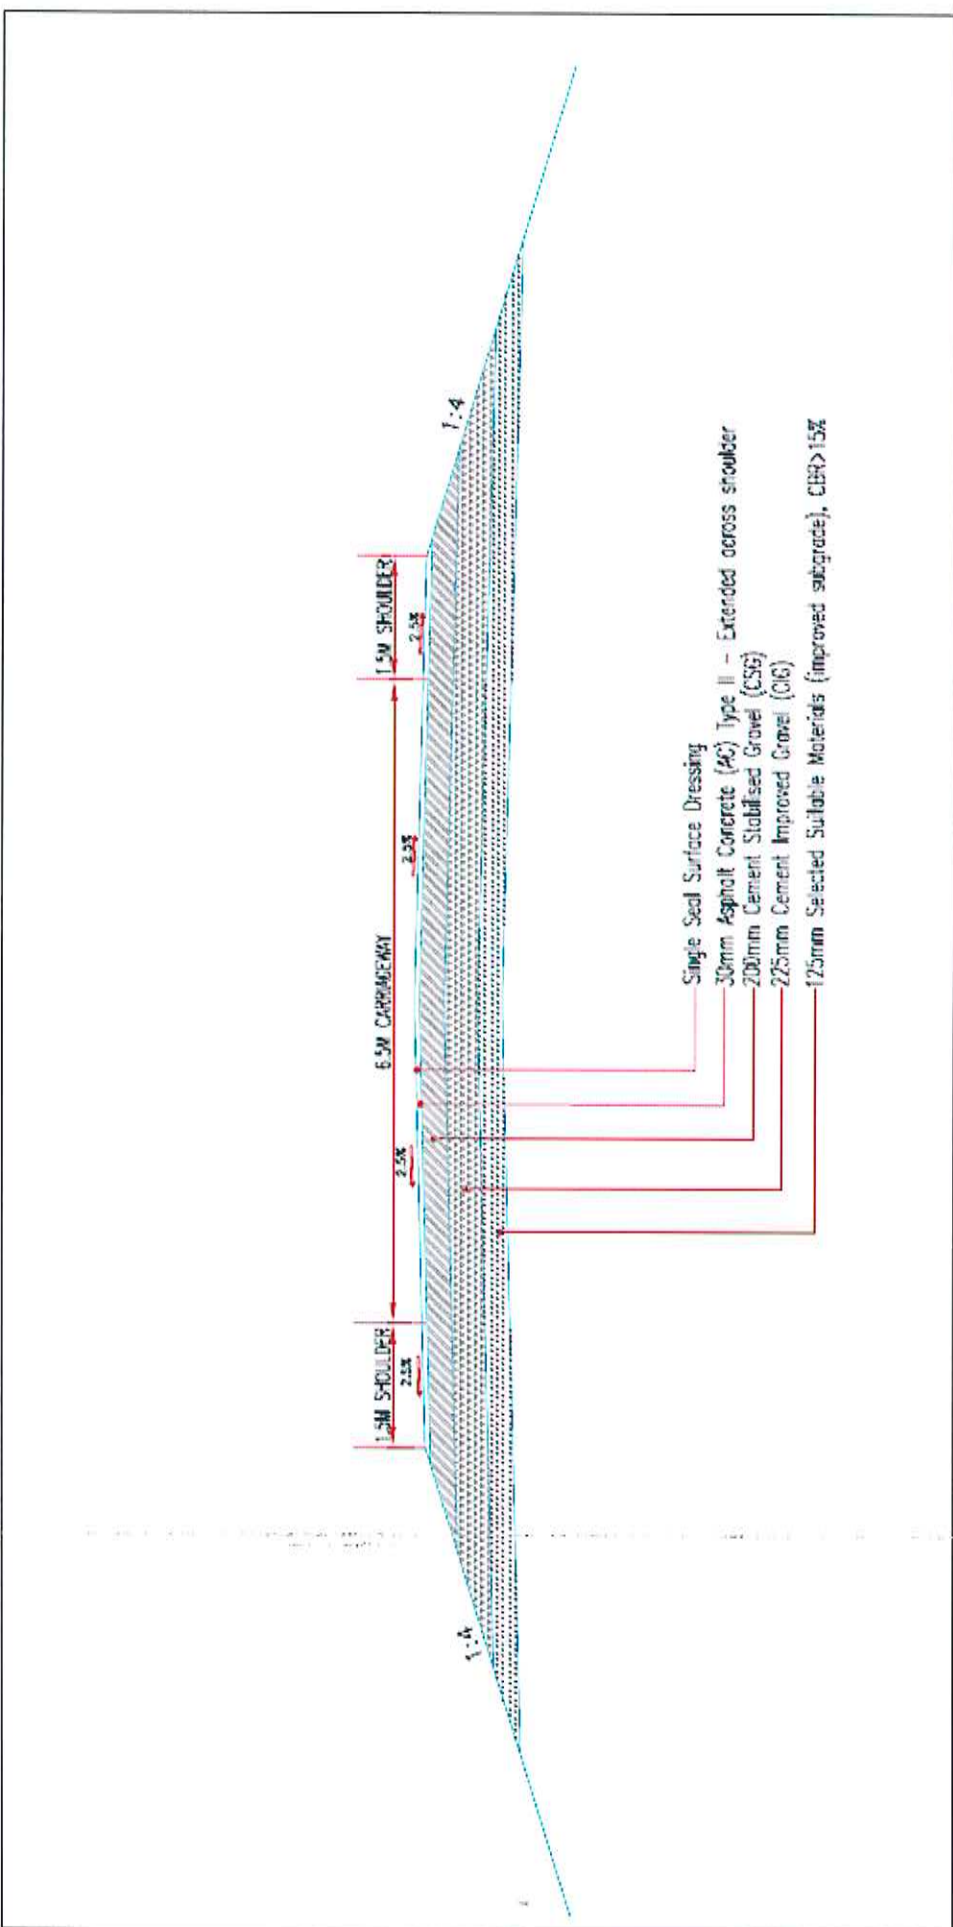 1.5M SHOULDER
6.5M CARRIAGEWAY
1.5M SHOULDER
2.5%
2.5%
2.5%
2.5%
1:4
1:4
Single Seal Surface Dressing
30mm Asphalt Concrete (AC) Type II - Extended across shoulder
200mm Cement Stabilised Gravel (CSG)
225mm Cement Improved Gravel (CIG)
125mm Selected Suitable Materials (improved subgrade), CBR>15%